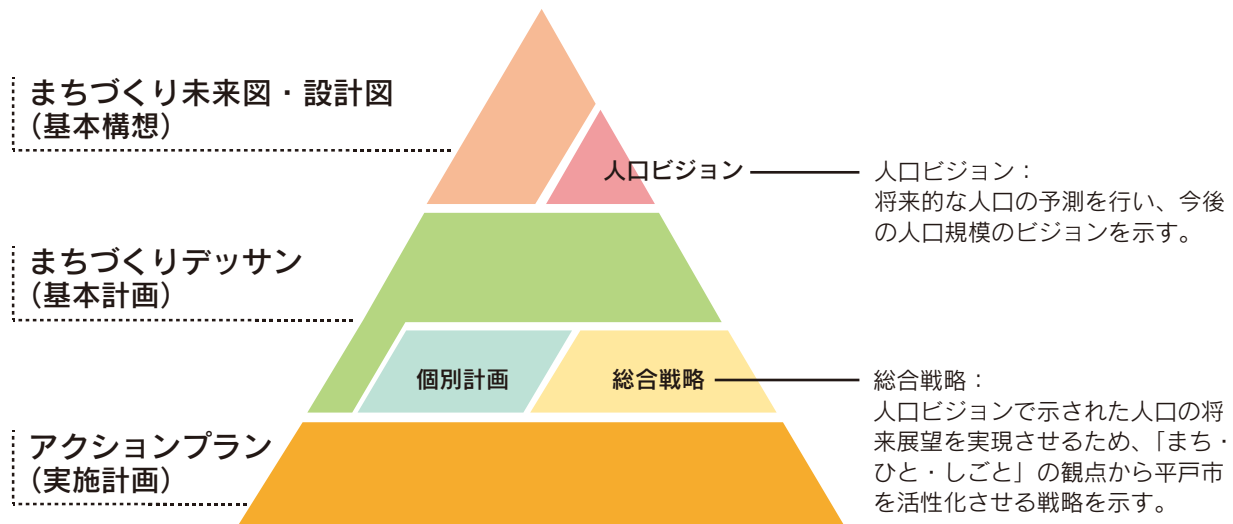 まちづくり未来図・設計図
（基本構想）
人口ビジョン
人口ビジョン：
将来的な人口の予測を行い、今後
の人口規模のビジョンを示す。
まちづくりデッサン
（基本計画）
個別計画
総合戦略
総合戦略：
人口ビジョンで示された人口の将
来展望を実現させるため、「まち・
ひと・しごと」の観点から平戸市
を活性化させる戦略を示す。
アクションプラン
（実施計画）